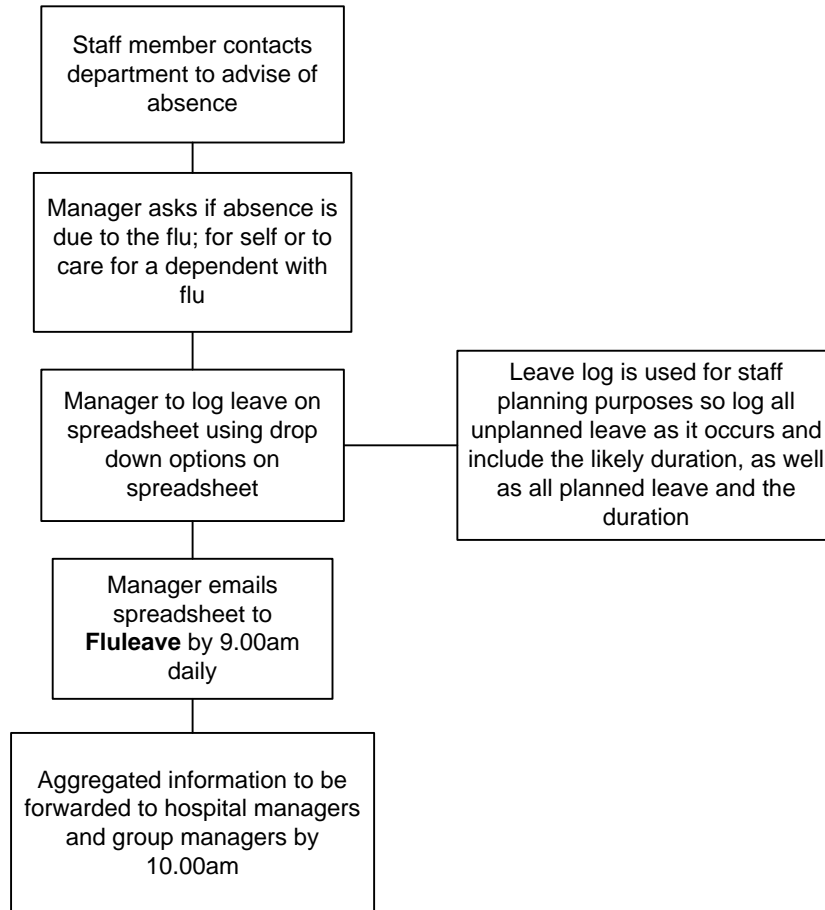 Staff member contacts
department to advise of
absence
Manager asks if absence is
due to the flu; for self or to
care for a dependent with
flu
Manager to log leave on
spreadsheet using drop
down options on
spreadsheet
Leave log is used for staff
planning purposes so log all
unplanned leave as it occurs and
include the likely duration, as well
as all planned leave and the
duration
Manager emails
spreadsheet to
Fluleave by 9.00am
daily
Aggregated information to be
forwarded to hospital managers
and group managers by
10.00am